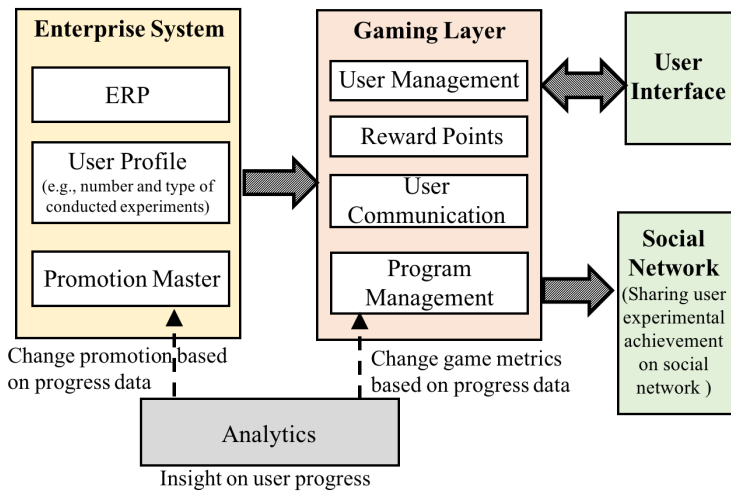 Enterprise System
ERP
User Profile
(e.g., number and type of
conducted experiments)
Promotion Master
Gaming Layer
User Management
Reward Points
User
Communication
Program
Management
User
Interface
Social
Network
(Sharing user
experimental
achievement
on social
network )
Change promotion based
on progress data
Change game metrics
based on progress data
Analytics
Insight on user progress